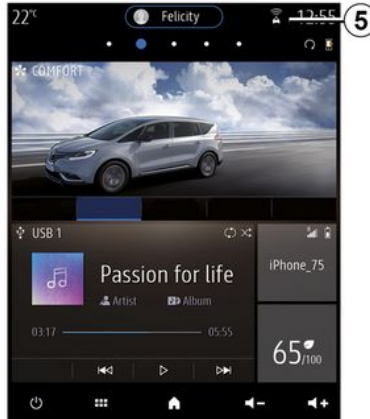 22°C
Felicity
12:55
5
COMFORT
USB 1
Passion for life
Artist
Album
03:17
05:55
iPhone_75
65/100